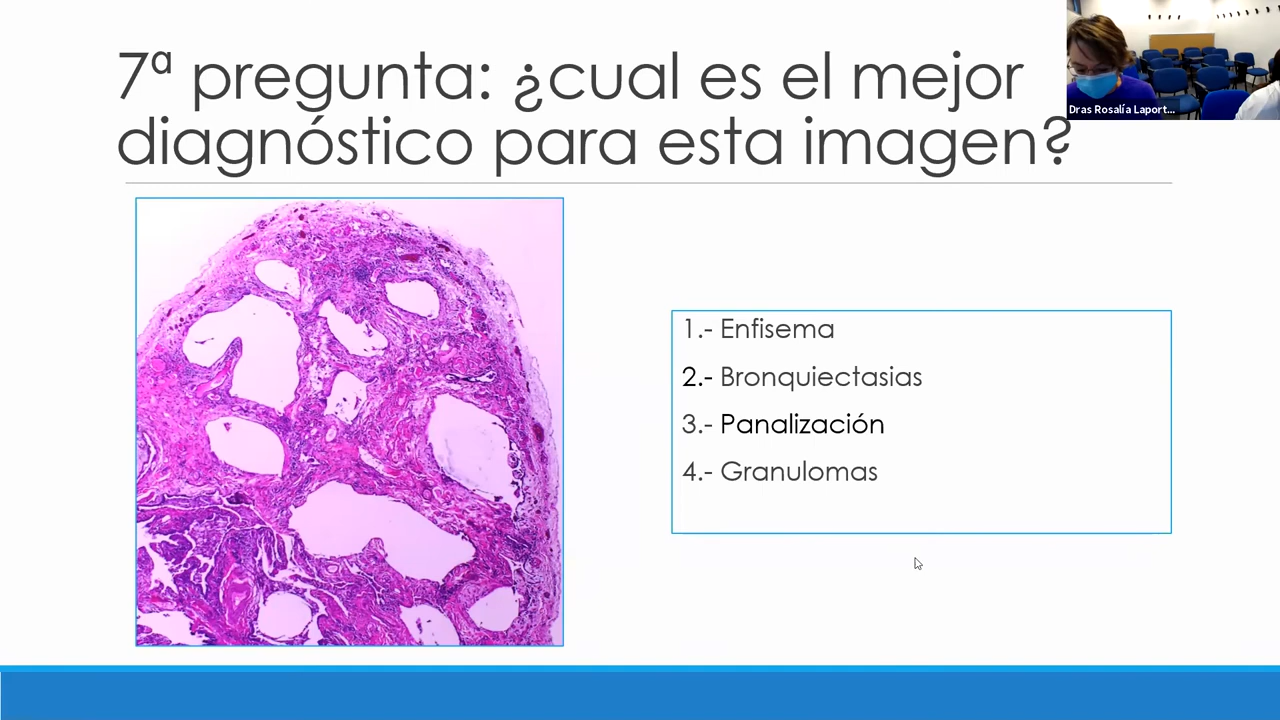 7ª pregunta: ¿cual es el mejor
diagnóstico para esta imagen?
Dras Rosalía Laport...
1.- Enfisema
2.- Bronquiectasias
3.- Panalización
4.- Granulomas